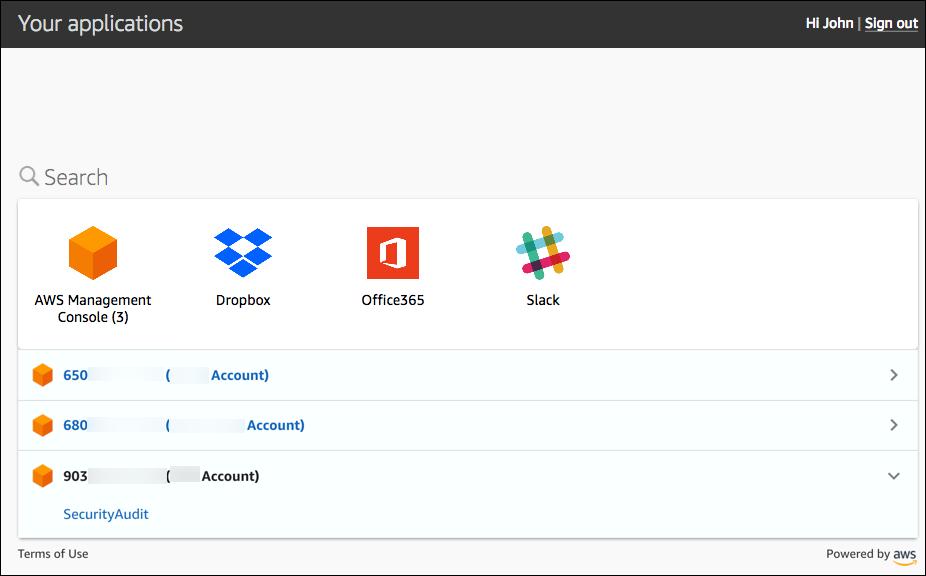 Your applications
Hi John | Sign out
Search
AWS Management
Console (3)
Dropbox
Office365
Slack
650 ( Account)
680 ( Account)
903 ( Account)
SecurityAudit
Terms of Use
Powered by aws